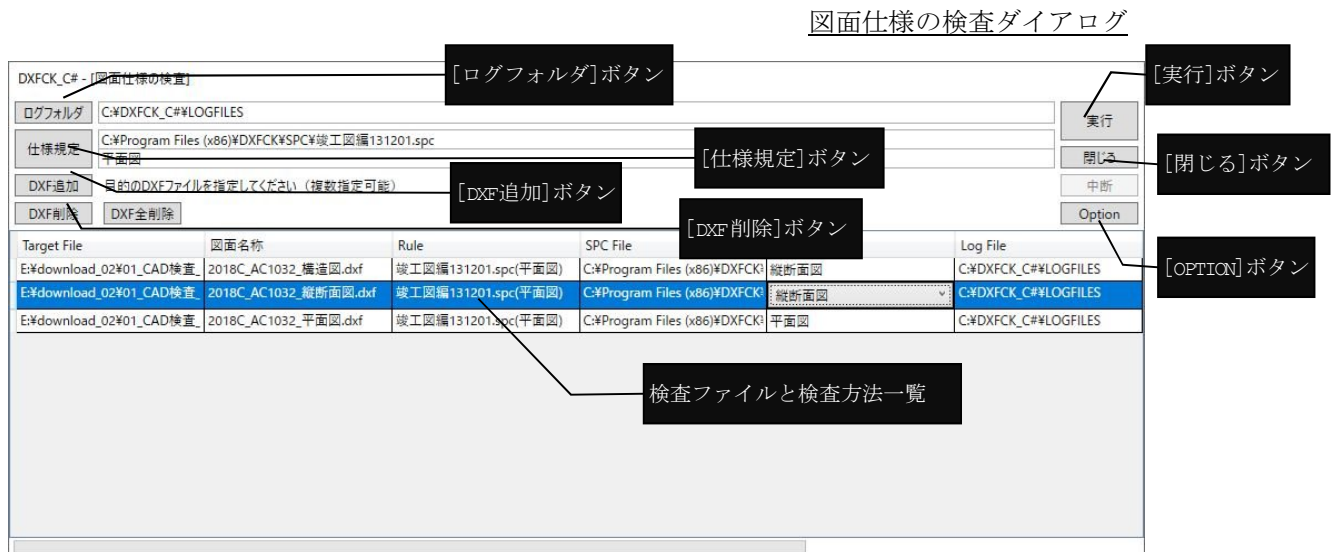 図面仕様の検査ダイアログ
[ログフォルダ]ボタン
[実行]ボタン
DXFCK_C# - [図面仕様の検査]
ログフォルダ
C:¥DXFCK_C#¥LOGFILES
実行
仕様規定
C:¥Program Files (x86)¥DXFCK¥SPC¥竣工図編131201.spc
平面図
[仕様規定]ボタン
閉じる
[閉じる]ボタン
DXF追加
目的のDXFファイルを指定してください（複数指定可能）
[DXF追加]ボタン
中断
DXF削除
DXF全削除
[DXF削除]ボタン
Option
[OPTION]ボタン
Target File 図面名称 Rule SPC File Log File
E:¥download_02¥01_CAD検査_ 2018C_AC1032_構造図.dxf 竣工図編131201.spc(平面図) C:¥Program Files (x86)¥DXFCK¥ 縦断面図 C:¥DXFCK_C#¥LOGFILES
E:¥download_02¥01_CAD検査_ 2018C_AC1032_縦断面図.dxf 竣工図編131201.spc(平面図) C:¥Program Files (x86)¥DXFCK¥ 縦断面図 C:¥DXFCK_C#¥LOGFILES
E:¥download_02¥01_CAD検査_ 2018C_AC1032_平面図.dxf 竣工図編131201.spc(平面図) C:¥Program Files (x86)¥DXFCK¥ 平面図 C:¥DXFCK_C#¥LOGFILES
検査ファイルと検査方法一覧